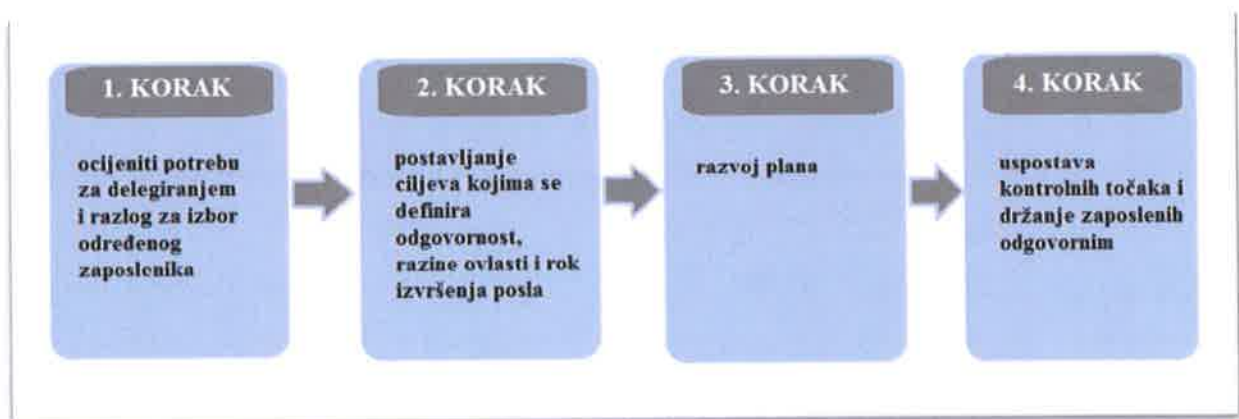 1. KORAK
ocijeniti potrebu
za delegiranjem
i razlog za izbor
određenog
zaposlenika
2. KORAK
postavljanje
ciljeva kojima se
definira
odgovornost,
razine ovlasti i rok
izvršenja posla
3. KORAK
razvoj plana
4. KORAK
uspostava
kontrolnih točaka i
držanje zaposlenih
odgovornim